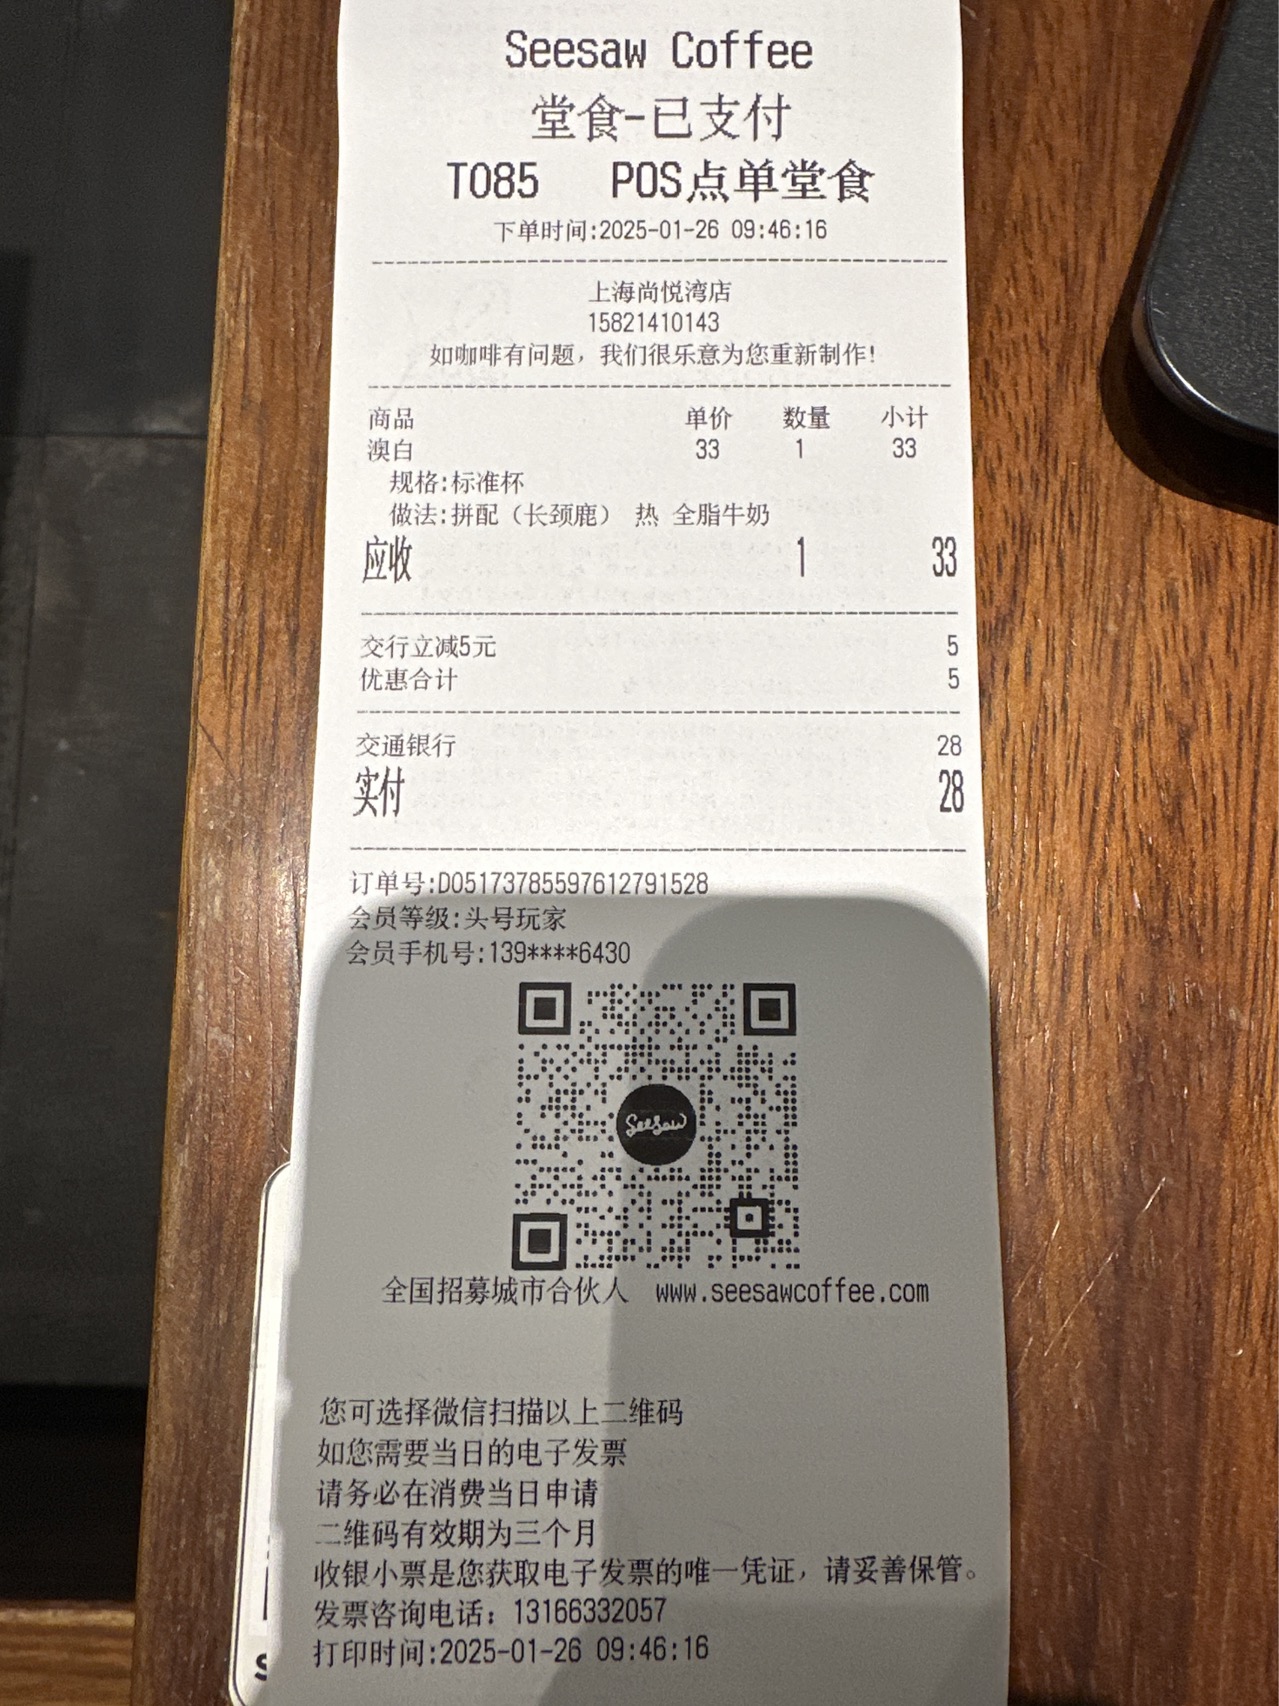 Seesaw Coffee
堂食-已支付
T085 POS点单堂食
下单时间:2025-01-26 09:46:16
上海尚悦湾店
15821410143
如咖啡有问题，我们很乐意为您重新制作!
商品 单价 数量 小计
澳白 33 1 33
规格:标准杯
做法:拼配（长颈鹿） 热 全脂牛奶
应收 1 33
交行立减5元 5
优惠合计 5
交通银行 28
实付 28
订单号:D05173785597612791528
会员等级:头号玩家
会员手机号:139****6430
Seesaw
全国招募城市合伙人 www.seesawcoffee.com
您可选择微信扫描以上二维码
如您需要当日的电子发票
请务必在消费当日申请
二维码有效期为三个月
收银小票是您获取电子发票的唯一凭证，请妥善保管。
发票咨询电话：13166332057
打印时间:2025-01-26 09:46:16